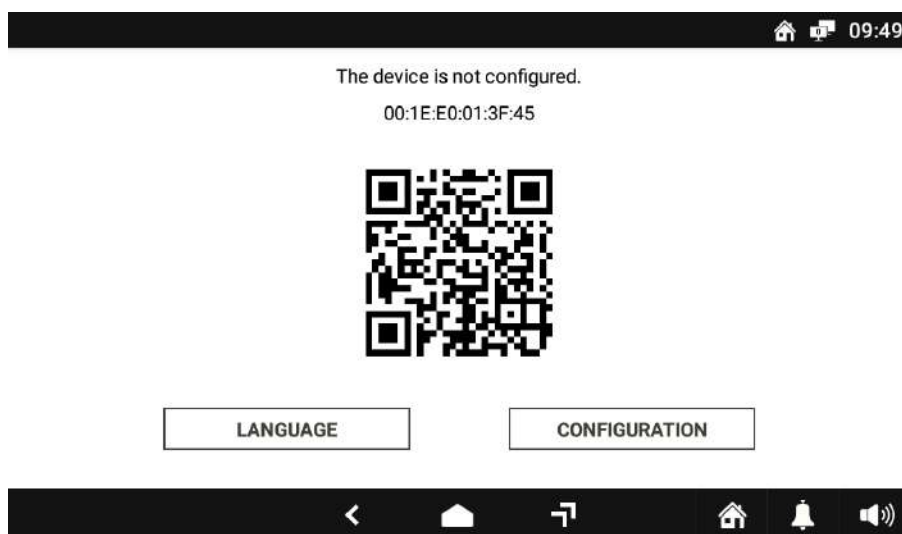 09:49
The device is not configured.
00:1E:E0:01:3F:45
LANGUAGE
CONFIGURATION